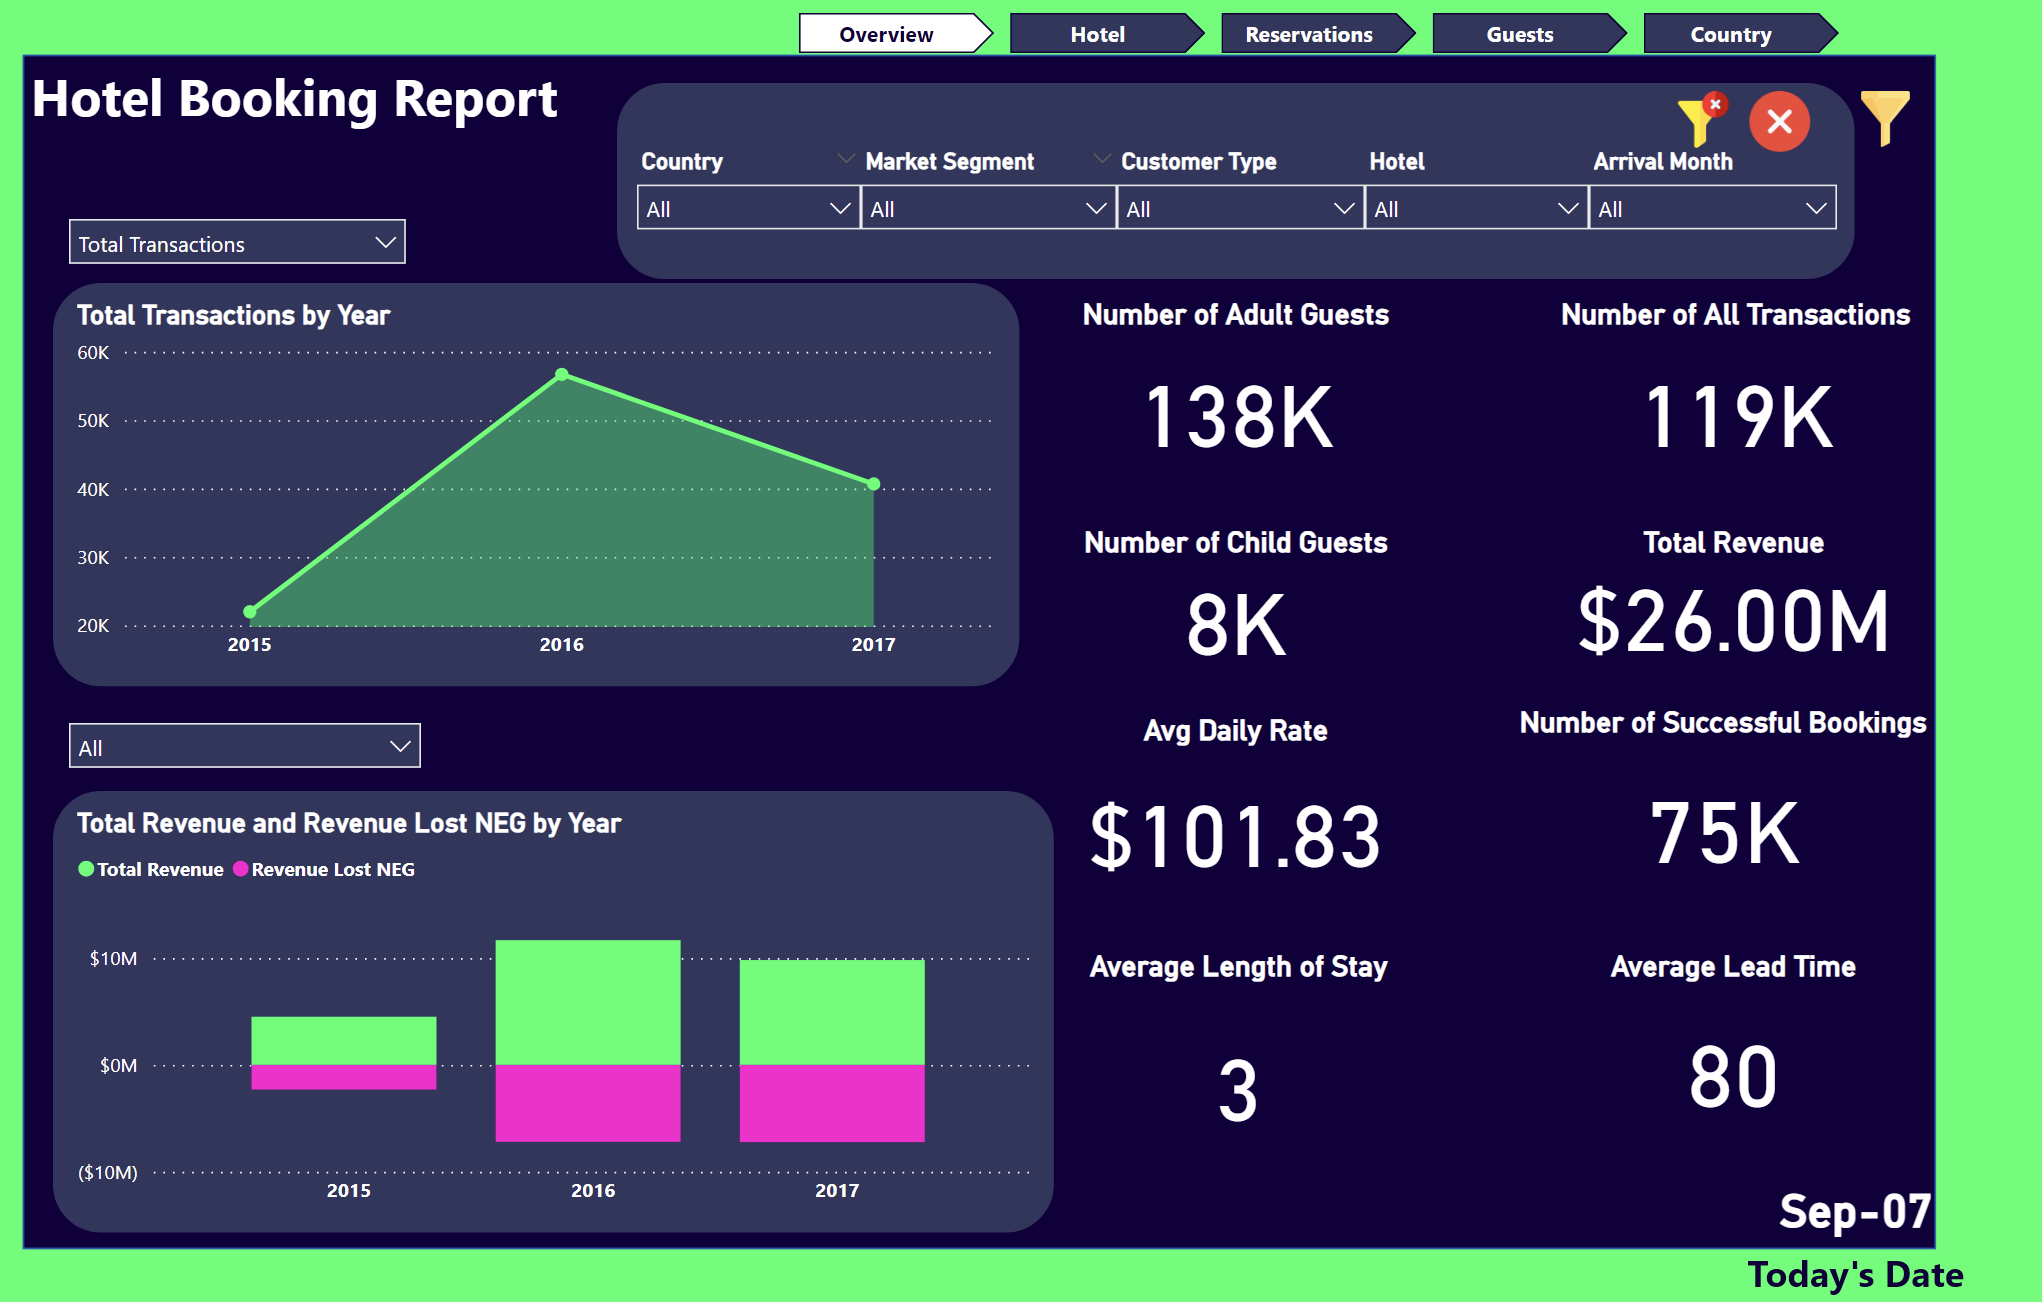 Overview
Hotel
Reservations
Guests
Country
Hotel Booking Report
Country
Market Segment
Customer Type
Hotel
Arrival Month
All
All
All
All
All
Total Transactions
Total Transactions by Year
60K
50K
40K
30K
20K
2015
2016
2017
Number of Adult Guests
138K
Number of All Transactions
119K
Number of Child Guests
8K
Total Revenue
$26.00M
Avg Daily Rate
$101.83
Number of Successful Bookings
75K
Average Length of Stay
3
Average Lead Time
80
All
Total Revenue and Revenue Lost NEG by Year
Total Revenue
Revenue Lost NEG
$10M
$0M
($10M)
2015
2016
2017
Sep-07
Today's Date